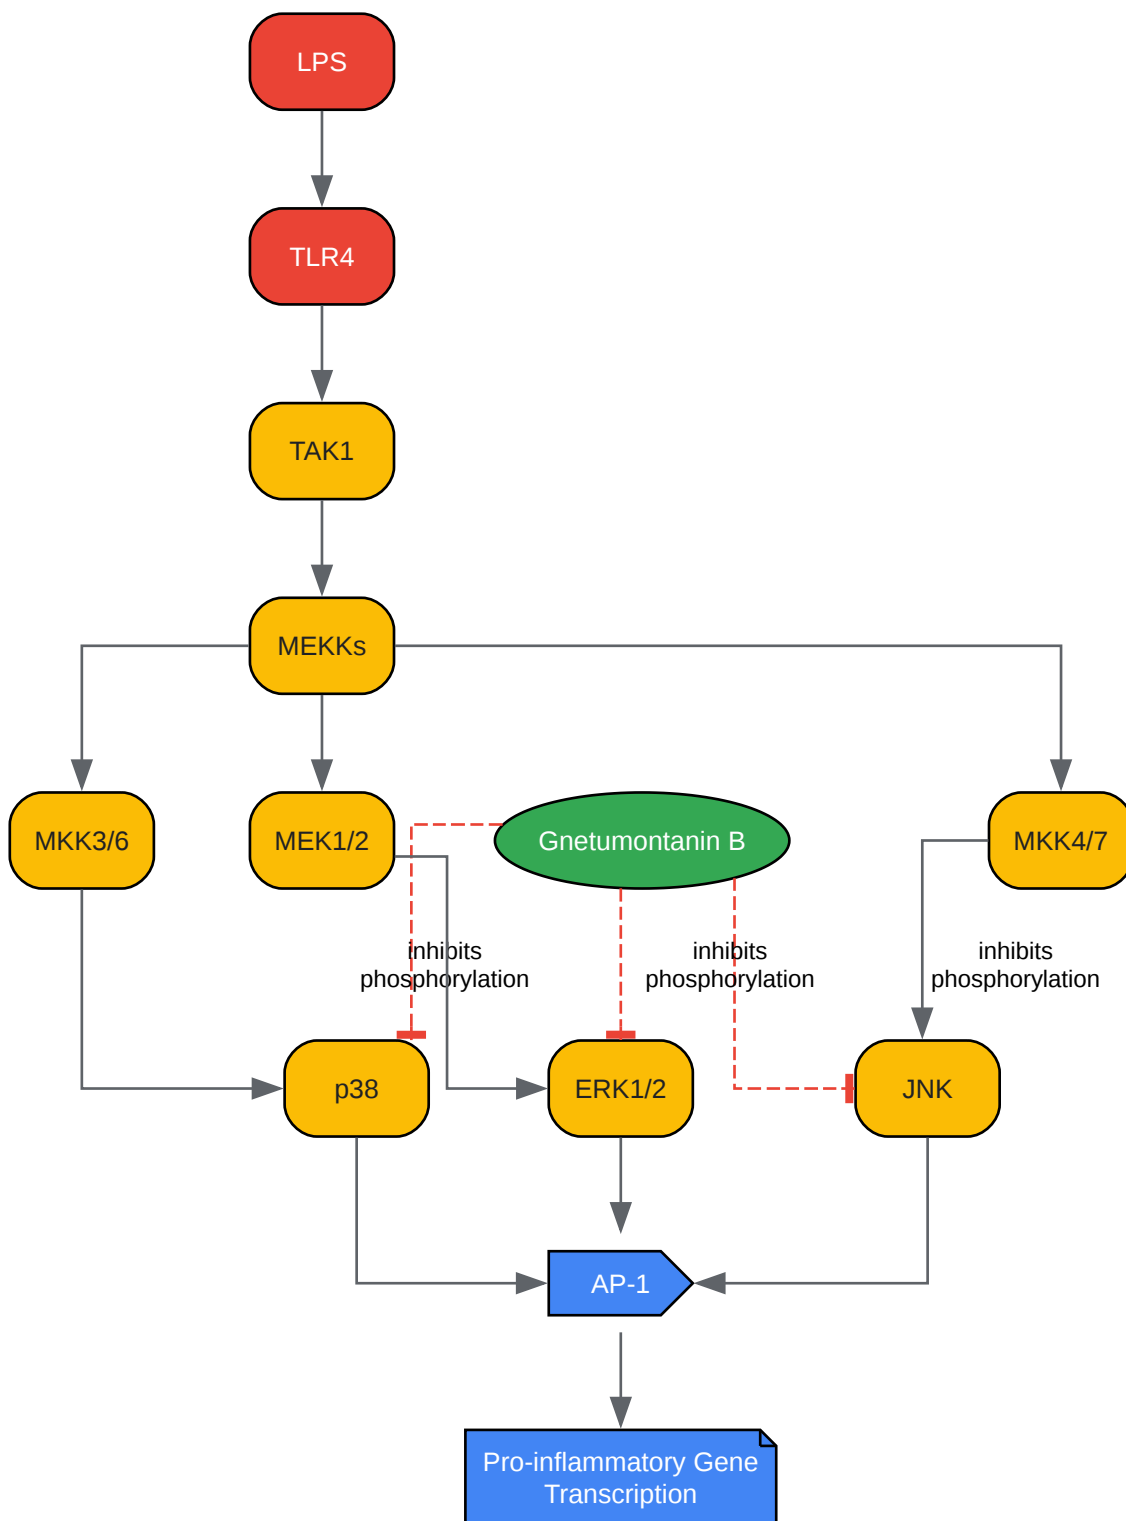 LPS
TLR4
TAK1
MEKKs
MKK3/6
MEK1/2
Gnetumontanin B
MKK4/7
inhibits
phosphorylation
inhibits
phosphorylation
inhibits
phosphorylation
p38
ERK1/2
JNK
AP-1
Pro-inflammatory Gene
Transcription